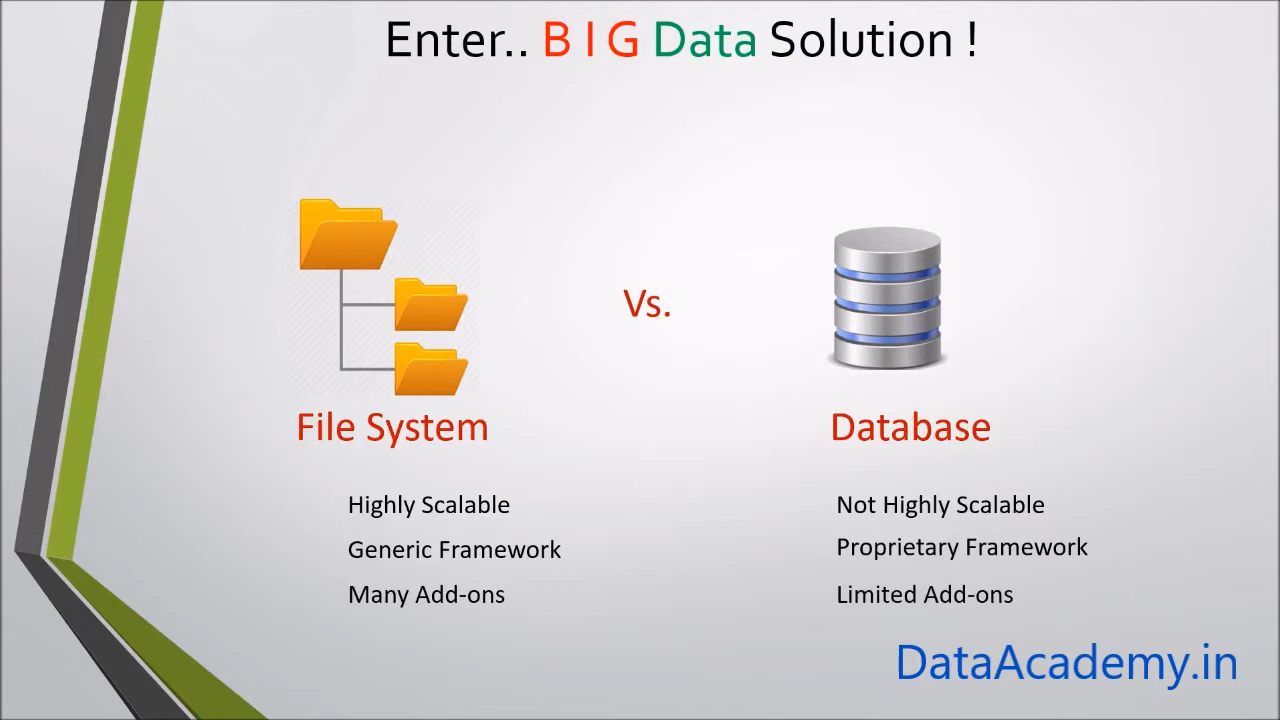 Enter.. B I G Data Solution !
Vs.
File System
Database
Highly Scalable
Generic Framework
Many Add-ons
Not Highly Scalable
Proprietary Framework
Limited Add-ons
DataAcademy.in